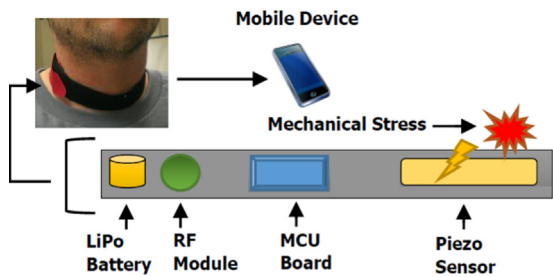 Mobile Device
Mechanical Stress
LiPo
Battery
RF
Module
MCU
Board
Piezo
Sensor